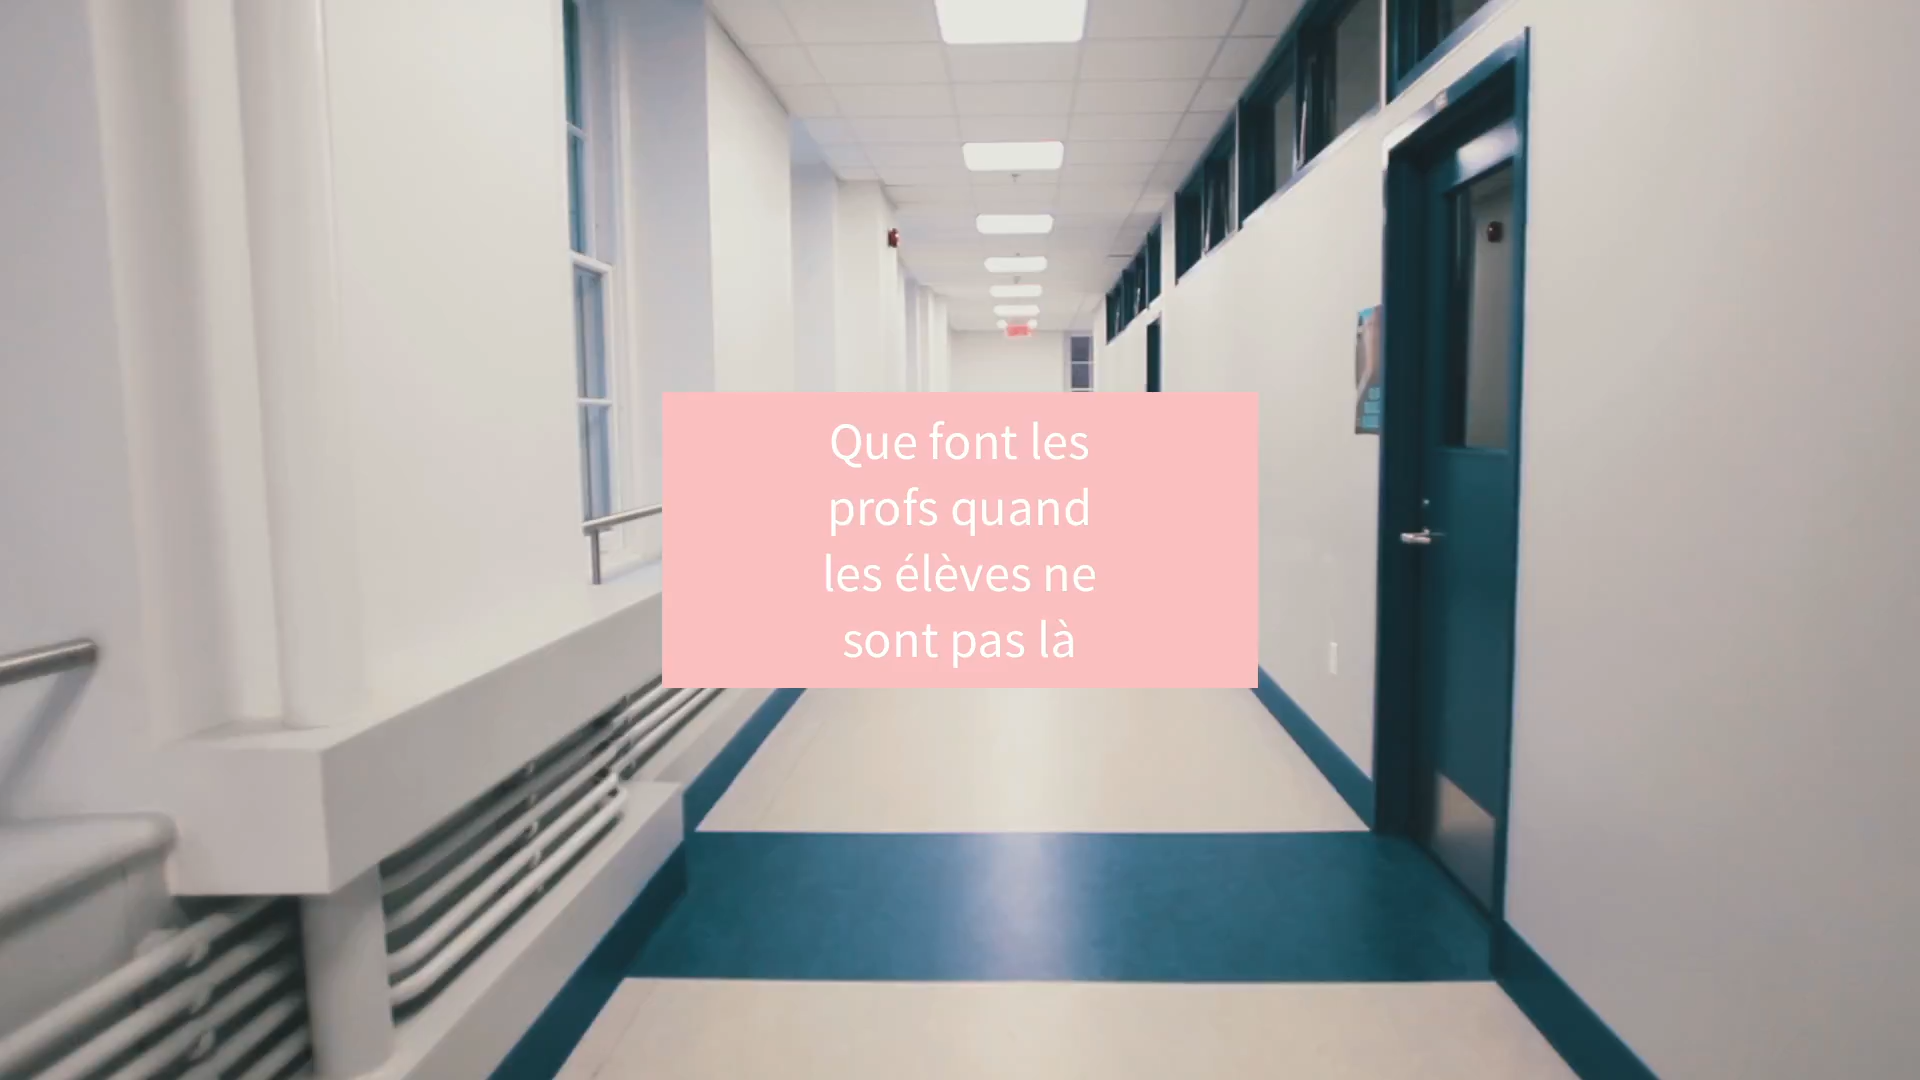 Que font les
profs quand
les élèves ne
sont pas là